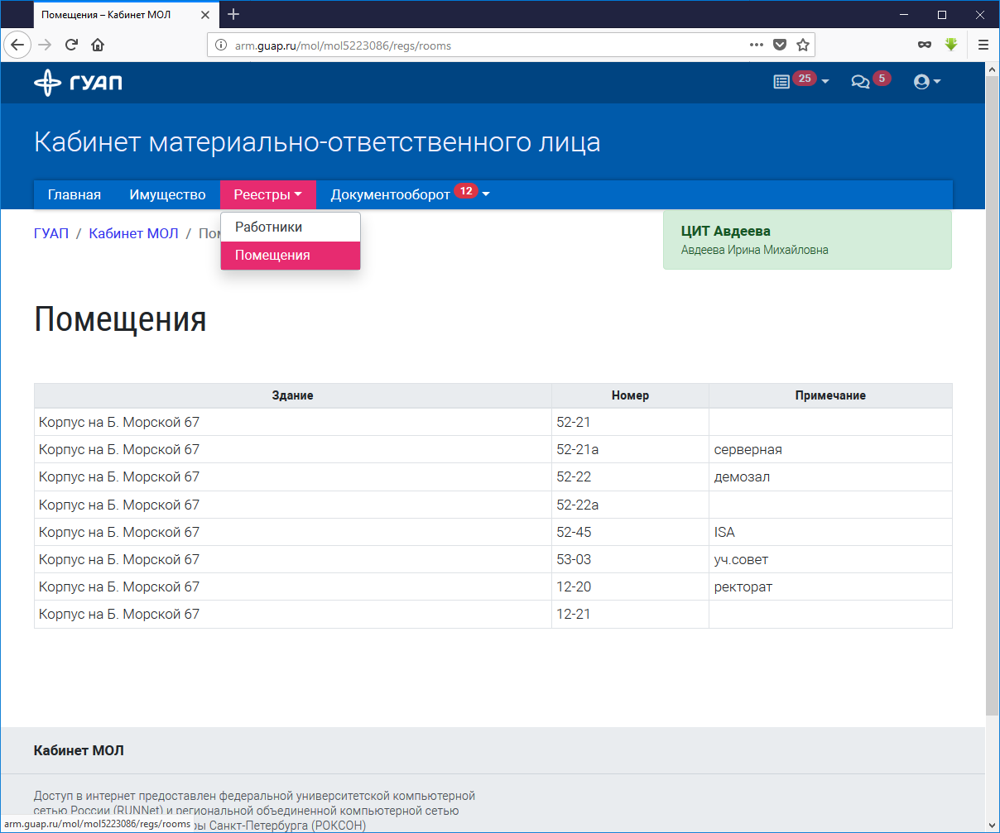 Помещения – Кабинет МОЛ
arm.guap.ru/mol/mol5223086/regs/rooms
ГУАП
25
5
Кабинет материально-ответственного лица
Главная
Имущество
Реестры
Документооборот 12
Работники
Помещения
ГУАП / Кабинет МОЛ / Пом
ЦИТ Авдеева
Авдеева Ирина Михайловна
Помещения
Здание Номер Примечание
Корпус на Б. Морской 67 52-21
Корпус на Б. Морской 67 52-21а серверная
Корпус на Б. Морской 67 52-22 демозал
Корпус на Б. Морской 67 52-22а
Корпус на Б. Морской 67 52-45 ISA
Корпус на Б. Морской 67 53-03 уч.совет
Корпус на Б. Морской 67 12-20 ректорат
Корпус на Б. Морской 67 12-21
Кабинет МОЛ
Доступ в интернет предоставлен федеральной университетской компьютерной
сетью России (RUNNet) и региональной объединенной компьютерной сетью
ры Санкт-Петербурга (РОКСОН)
arm.guap.ru/mol/mol5223086/regs/rooms